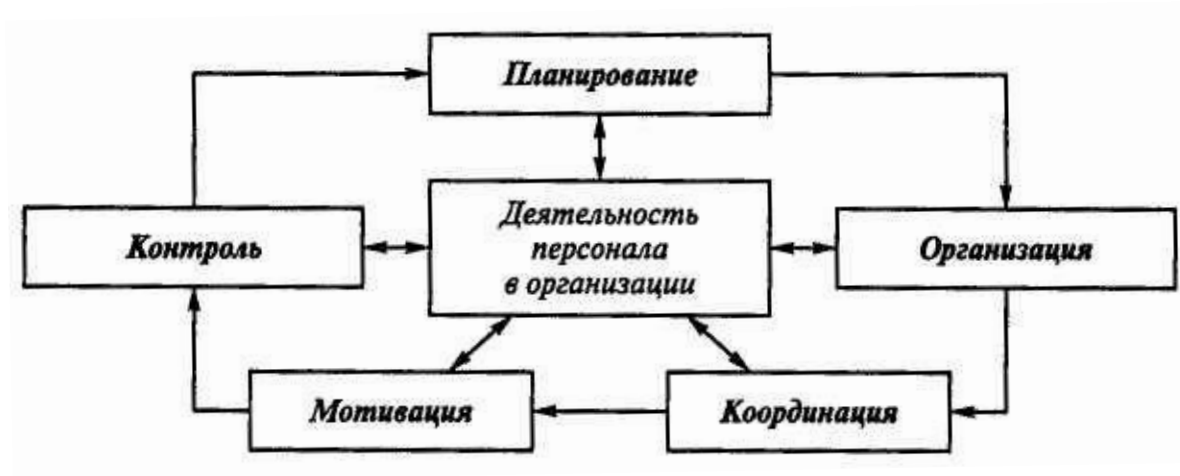 Планирование
Деятельность
персонала
в организации
Контроль
Организация
Мотивация
Координация